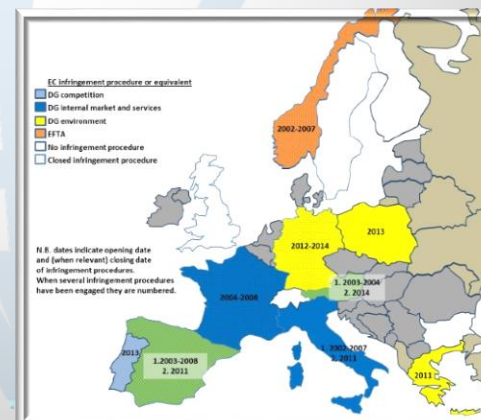 EC infringement procedure or equivalent
DG competition
DG internal market and services
DG environment
EFTA
No infringement procedure
Closed infringement procedure
N.B. dates indicate opening date
and (when relevant) closing date
of infringement procedures.
When several infringement procedures
have been engaged they are numbered.
2002-2007
2013
2012-2014
1. 2003-2004
2. 2014
2006-2008
1. 2002-2007
2. 2011
2013
1.2003-2008
2. 2011
2011